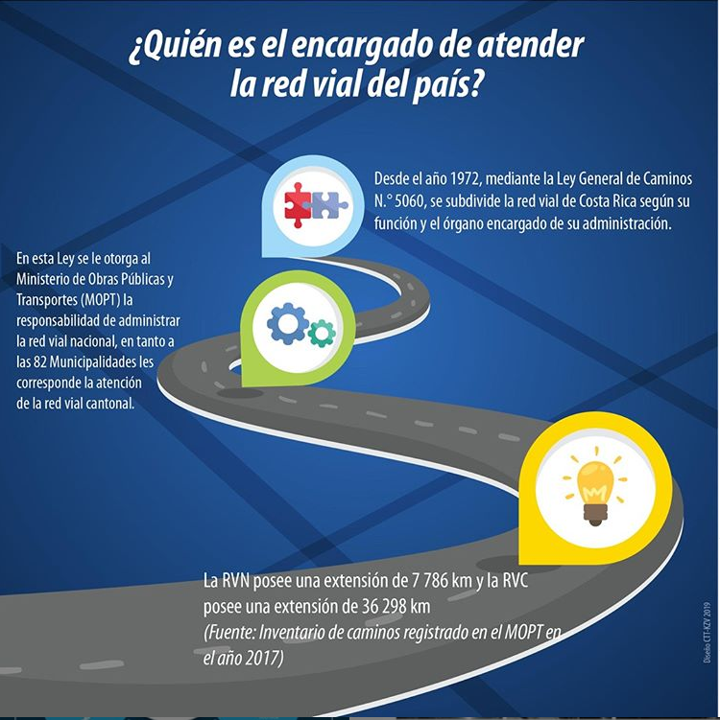 ¿Quién es el encargado de atender
la red vial del país?
Desde el año 1972, mediante la Ley General de Caminos
N.° 5060, se subdivide la red vial de Costa Rica según su
función y el órgano encargado de su administración.
En esta Ley se le otorga al
Ministerio de Obras Públicas y
Transportes (MOPT) la
responsabilidad de administrar
la red vial nacional, en tanto a
las 82 Municipalidades les
corresponde la atención
de la red vial cantonal.
La RVN posee una extensión de 7 786 km y la RVC
posee una extensión de 36 298 km
(Fuente: Inventario de caminos registrado en el MOPT en
el año 2017)
Diseño CTT-KZV 2019